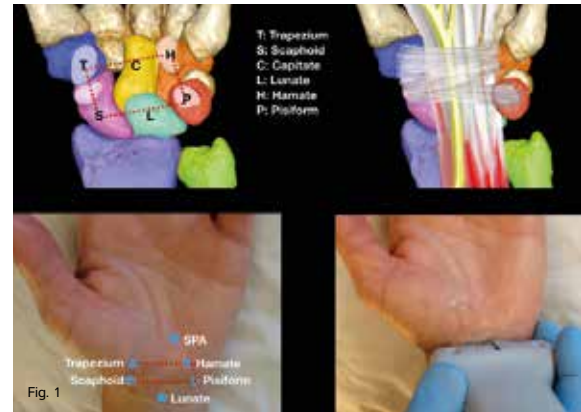 T: Trapezium
S: Scaphoid
C: Capitate
L: Lunate
H: Hamate
P: Pisiform
T
C
H
S
L
P
SPA
Trapezium
Hamate
Scaphoid
Pisiform
Lunate
Fig. 1